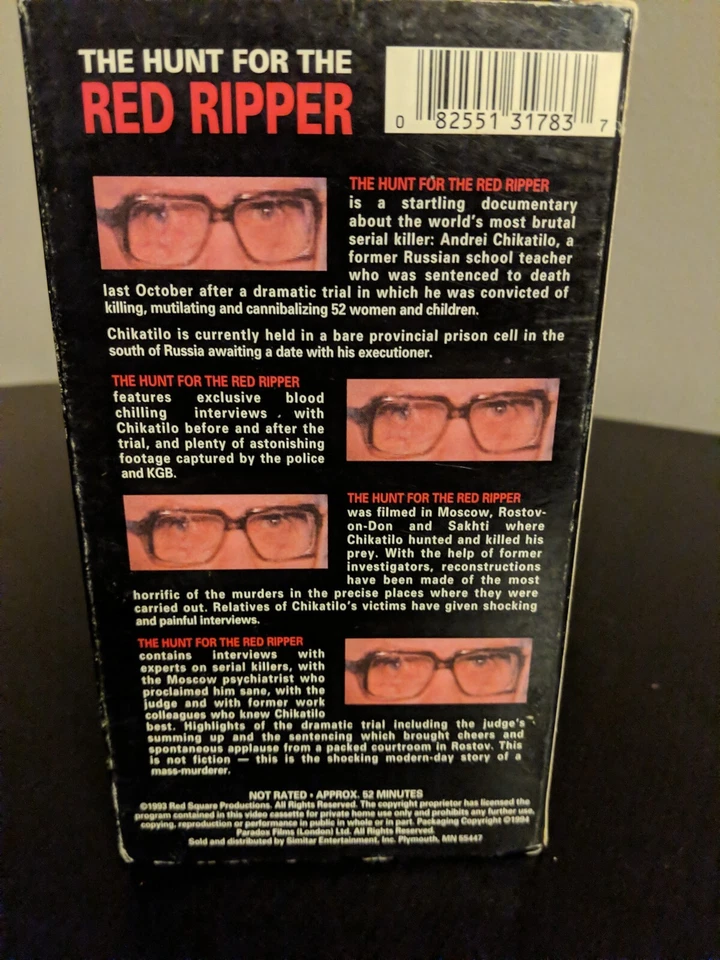 THE HUNT FOR THE
RED RIPPER
0 82551 31783 7
THE HUNT FOR THE RED RIPPER
is a startling documentary
about the world's most brutal
serial killer: Andrei Chikatilo, a
former Russian school teacher
who was sentenced to death
last October after a dramatic trial in which he was convicted of
killing, mutilating and cannibalizing 52 women and children.
Chikatilo is currently held in a bare provincial prison cell in the
south of Russia awaiting a date with his executioner.
THE HUNT FOR THE RED RIPPER
features exclusive blood
chilling interviews with
Chikatilo before and after the
trial, and plenty of astonishing
footage captured by the police
and KGB.
THE HUNT FOR THE RED RIPPER
was filmed in Moscow, Rostov-
on-Don and Sakhti where
Chikatilo hunted and killed his
prey. With the help of former
investigators, reconstructions
have been made of the most
horrific of the murders in the precise places where they were
carried out. Relatives of Chikatilo's victims have given shocking
and painful interviews.
THE HUNT FOR THE RED RIPPER
contains interviews with
experts on serial killers, with
the Moscow psychiatrist who
proclaimed him sane, with the
judge and with former work
colleagues who knew Chikatilo
best. Highlights of the dramatic trial including the judge's
summing up and the sentencing which brought cheers and
spontaneous applause from a packed courtroom in Rostov. This
is not fiction — this is the shocking modern-day story of a
mass-murderer.
NOT RATED • APPROX. 52 MINUTES
©1993 Red Square Productions. All Rights Reserved. The copyright proprietor has licensed the
program contained in this video cassette for private home use only and prohibits any further use,
copying, reproduction or performance in public in whole or in part. Packaging Copyright ©1994
Parados Films (London) Ltd. All Rights Reserved.
Sold and distributed by Simitar Entertainment, Inc. Plymouth, MN 55447